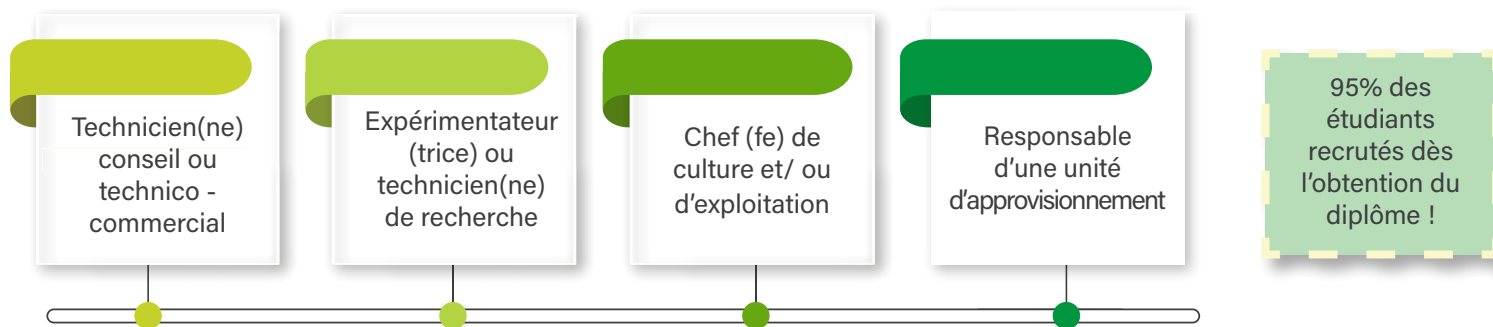 Technicien(ne)
conseil ou
technico -
commercial
Expérimentateur
(trice) ou
technicien(ne)
de recherche
Chef (fe) de
culture et/ ou
d’exploitation
Responsable
d’une unité
d’approvisionnement
95% des
étudiants
recrutés dès
l’obtention du
diplôme !